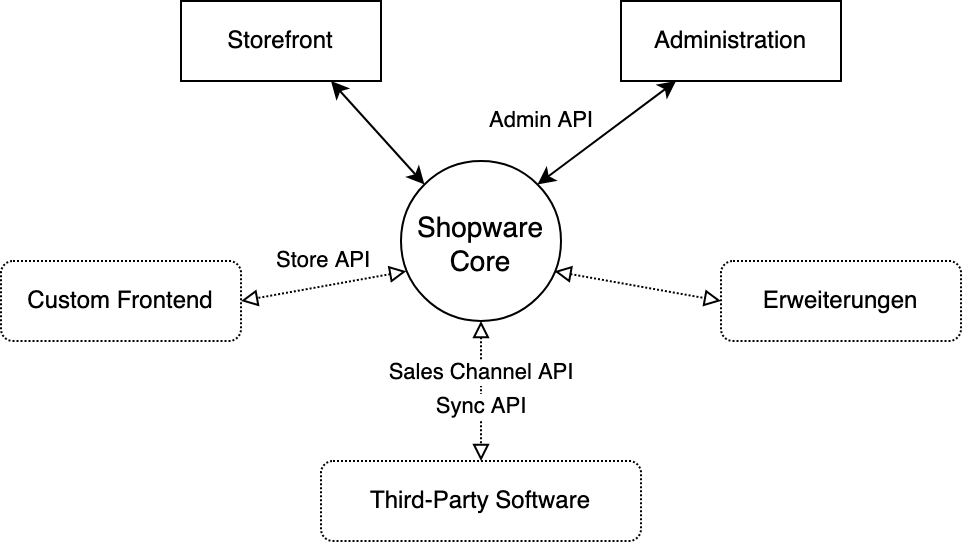 Storefront
Administration
Admin API
Shopware
Core
Store API
Custom Frontend
Erweiterungen
Sales Channel API
Sync API
Third-Party Software